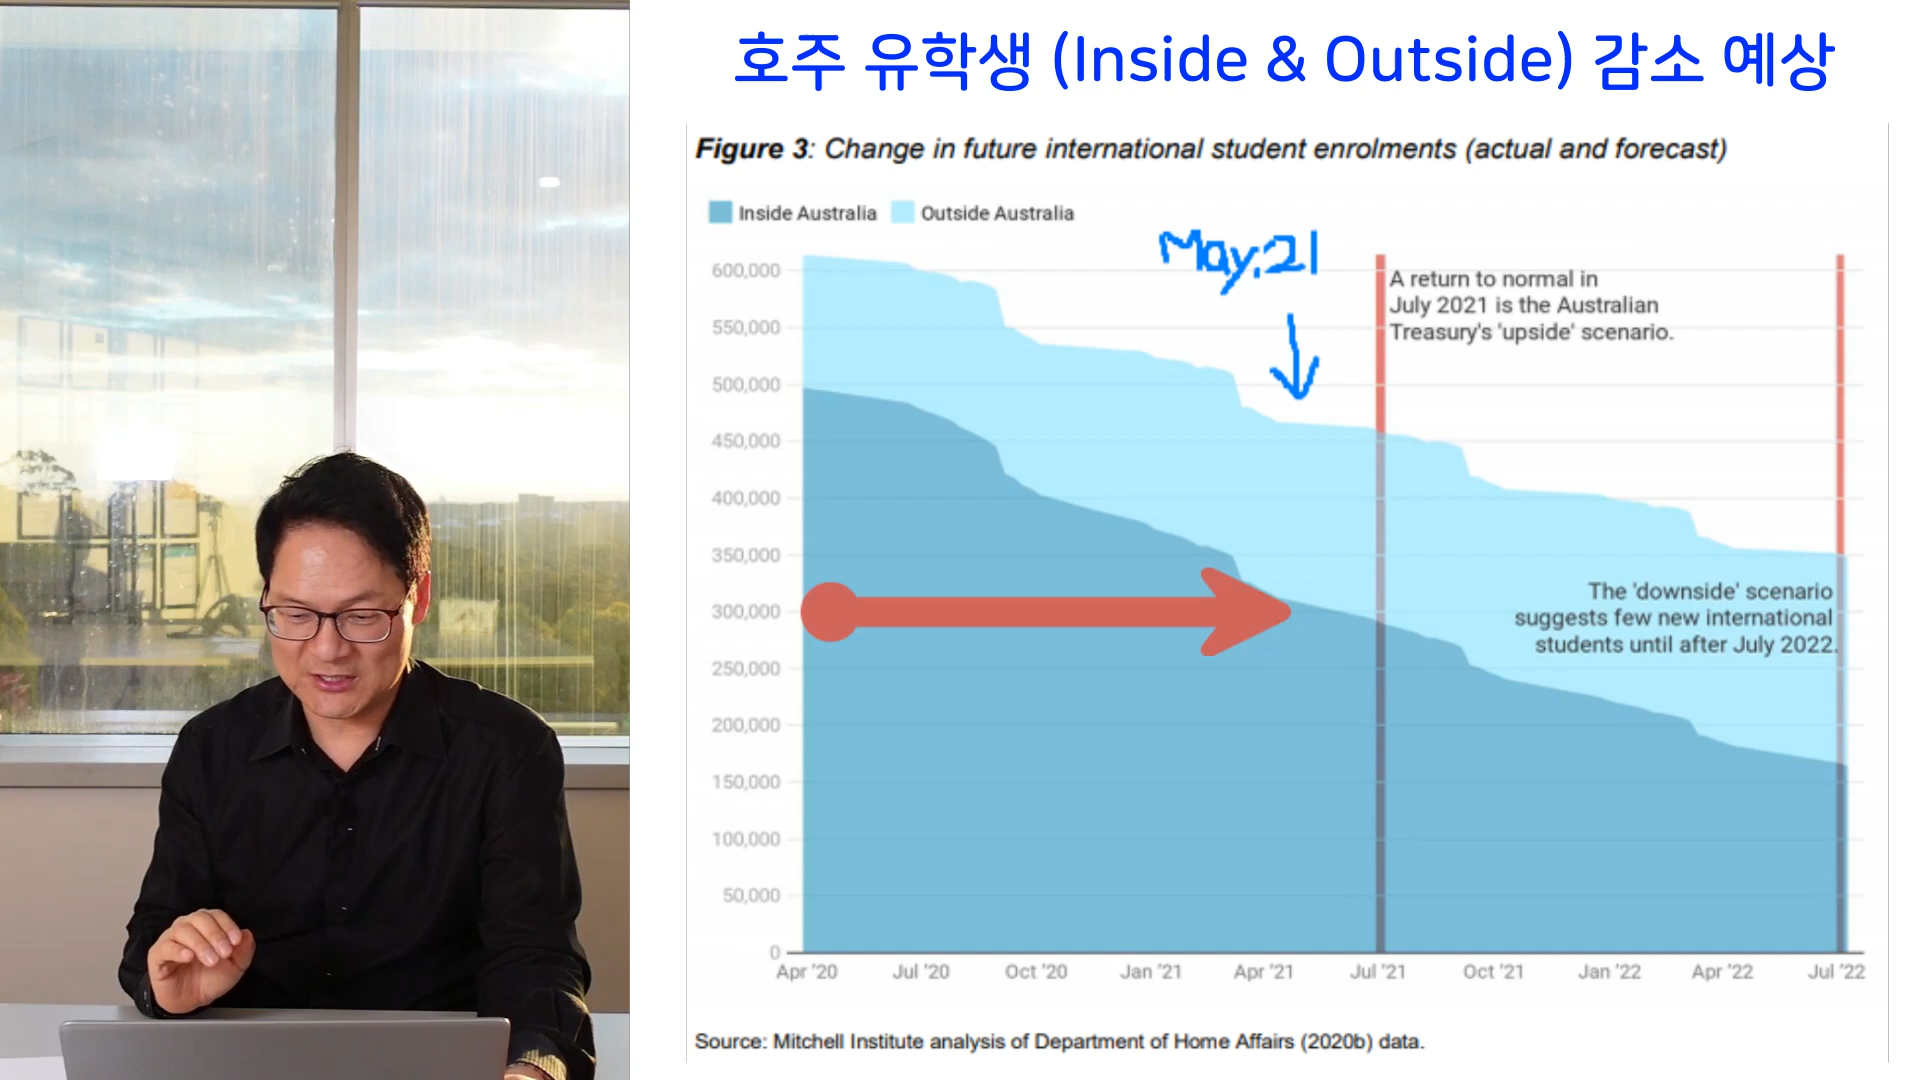 호주 유학생 (Inside & Outside) 감소 예상
Figure 3: Change in future international student enrolments (actual and forecast)
Inside Australia
Outside Australia
May.21
600,000
550,000
500,000
450,000
400,000
350,000
300,000
250,000
200,000
150,000
100,000
50,000
0
A return to normal in
July 2021 is the Australian
Treasury's 'upside' scenario.
The 'downside' scenario
suggests few new international
students until after July 2022.
Apr '20
Jul '20
Oct '20
Jan '21
Apr '21
Jul '21
Oct '21
Jan '22
Apr '22
Jul '22
Source: Mitchell Institute analysis of Department of Home Affairs (2020b) data.